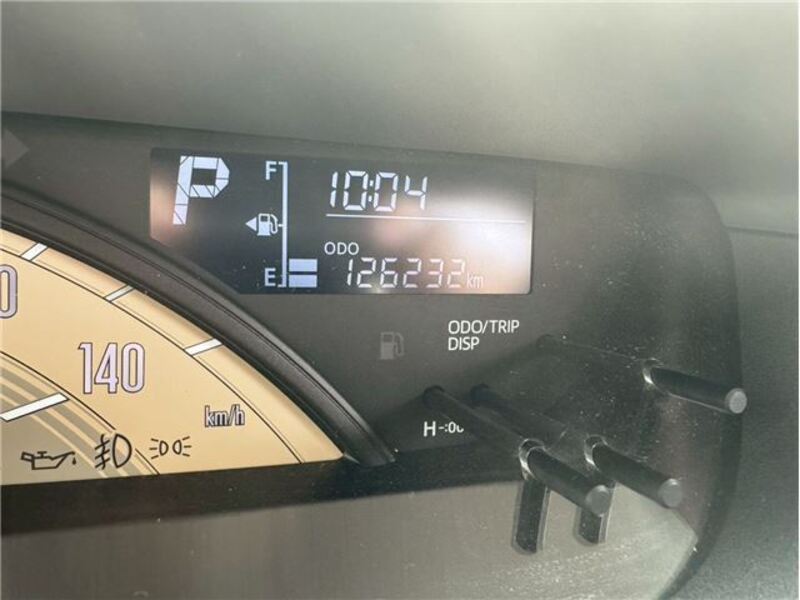 P
F
10:04
ODO
E
126232 km
ODO/TRIP
DISP
140
km/h
H